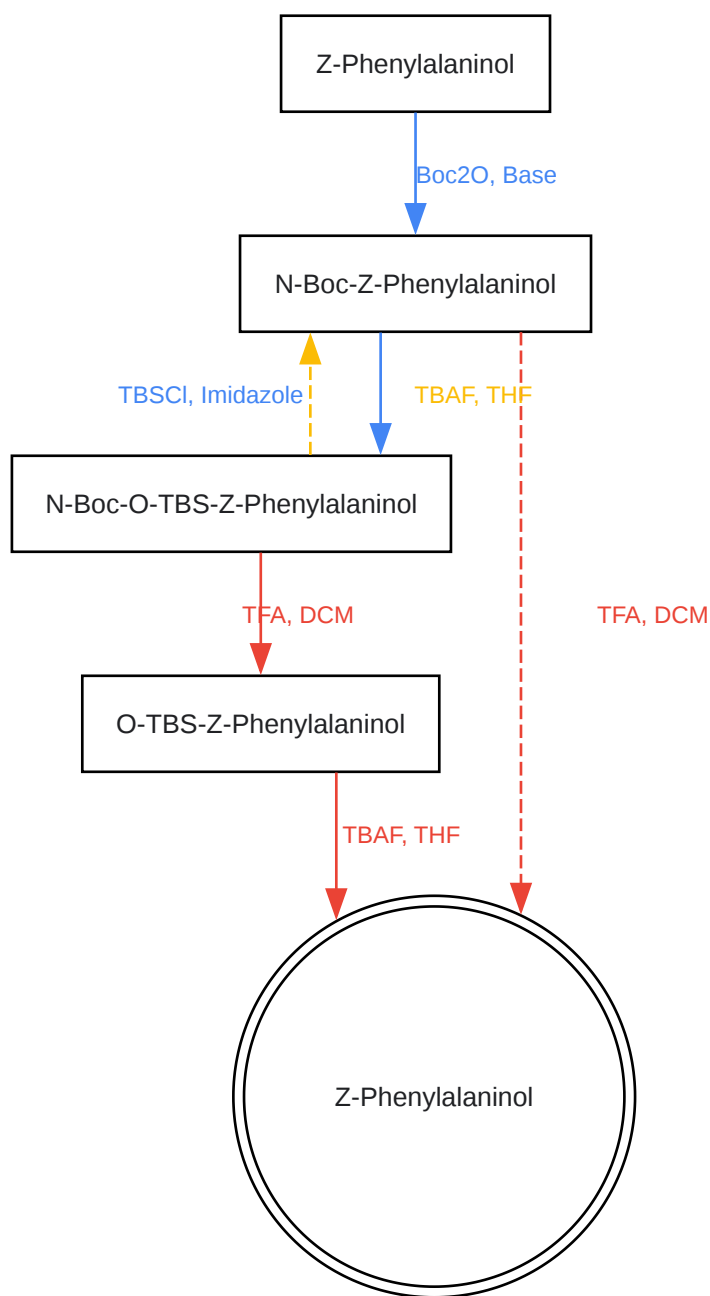 Z-Phenylalaninol
Boc2O, Base
N-Boc-Z-Phenylalaninol
TBSCl, Imidazole
TBAF, THF
N-Boc-O-TBS-Z-Phenylalaninol
TFA, DCM
TFA, DCM
O-TBS-Z-Phenylalaninol
TBAF, THF
Z-Phenylalaninol